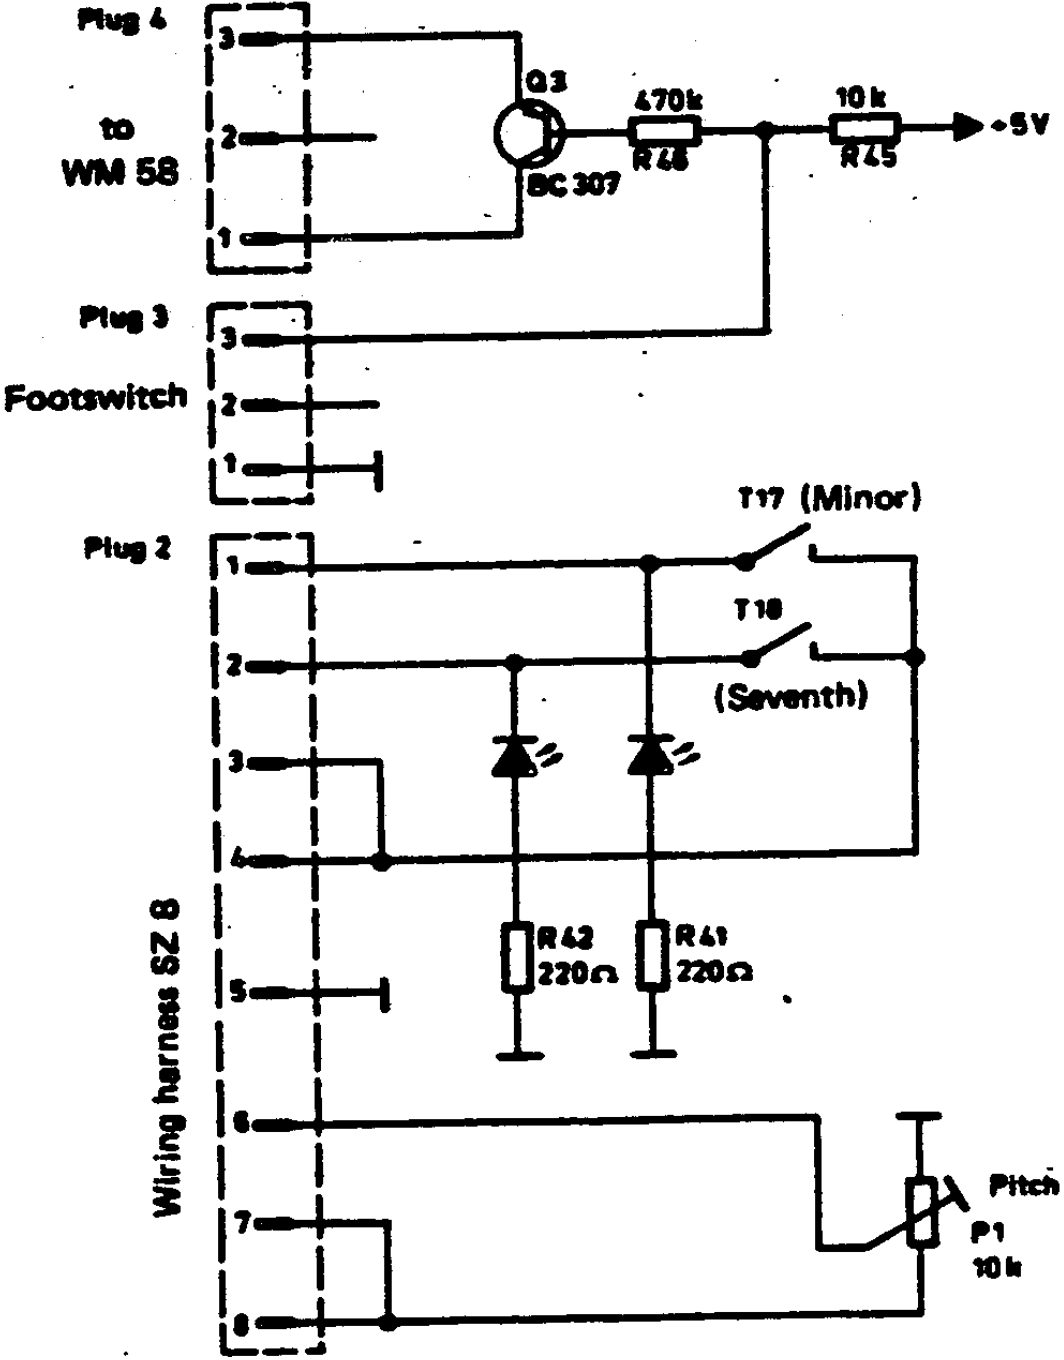 Plug 4
3
Q3
470k
10k
to
WM 58
2
+5V
R46
R45
BC 307
1
Plug 3
3
Footswitch
2
1
T17 (Minor)
Plug 2
1
T18
2
(Seventh)
3
4
Wiring harness SZ 8
R42
220Ω
R41
220Ω
5
6
Pitch
P1
10k
7
8